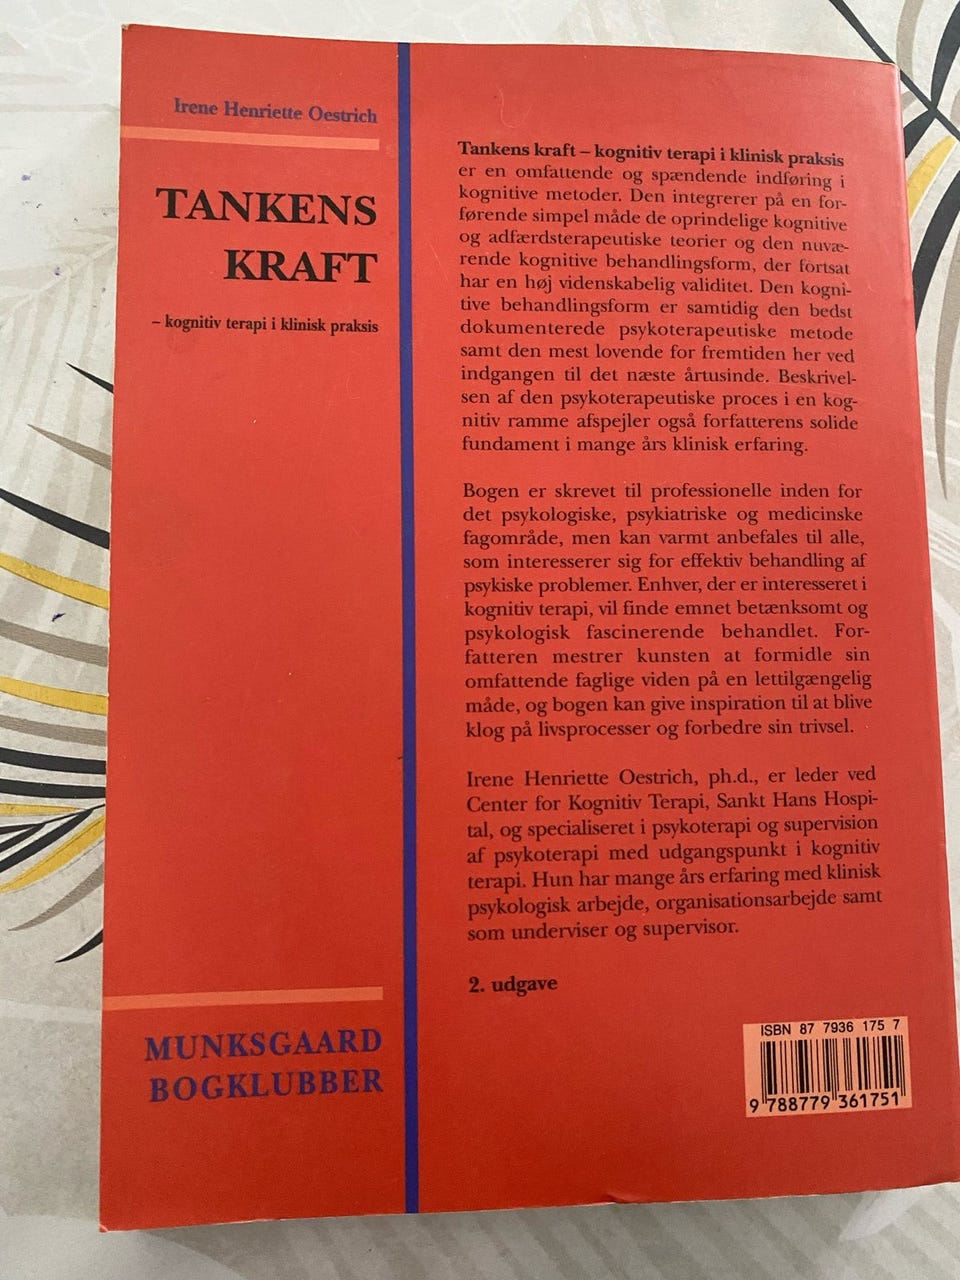 Irene Henriette Oestrich
TANKENS
KRAFT
– kognitiv terapi i klinisk praksis
MUNKSGAARD
BOGKLUBBER
Tankens kraft – kognitiv terapi i klinisk praksis
er en omfattende og spændende indføring i
kognitive metoder. Den integrerer på en for-
førende simpel måde de oprindelige kognitive
og adfærdsterapeutiske teorier og den nuvæ-
rende kognitive behandlingsform, der fortsat
har en høj videnskabelig validitet. Den kogni-
tive behandlingsform er samtidig den bedst
dokumenterede psykoterapeutiske metode
samt den mest lovende for fremtiden her ved
indgangen til det næste årtusinde. Beskrivel-
sen af den psykoterapeutiske proces i en kog-
nitiv ramme afspejler også forfatterens solide
fundament i mange års klinisk erfaring.
Bogen er skrevet til professionelle inden for
det psykologiske, psykiatriske og medicinske
fagområde, men kan varmt anbefales til alle,
som interesserer sig for effektiv behandling af
psykiske problemer. Enhver, der er interesseret i
kognitiv terapi, vil finde emnet betænksomt og
psykologisk fascinerende behandlet. For-
fatteren mestrer kunsten at formidle sin
omfattende faglige viden på en lettilgængelig
måde, og bogen kan give inspiration til at blive
klog på livsprocesser og forbedre sin trivsel.
Irene Henriette Oestrich, ph.d., er leder ved
Center for Kognitiv Terapi, Sankt Hans Hospi-
tal, og specialiseret i psykoterapi og supervision
af psykoterapi med udgangspunkt i kognitiv
terapi. Hun har mange års erfaring med klinisk
psykologisk arbejde, organisationsarbejde samt
som underviser og supervisor.
2. udgave
ISBN 87 7936 175 7
9 788779 361751